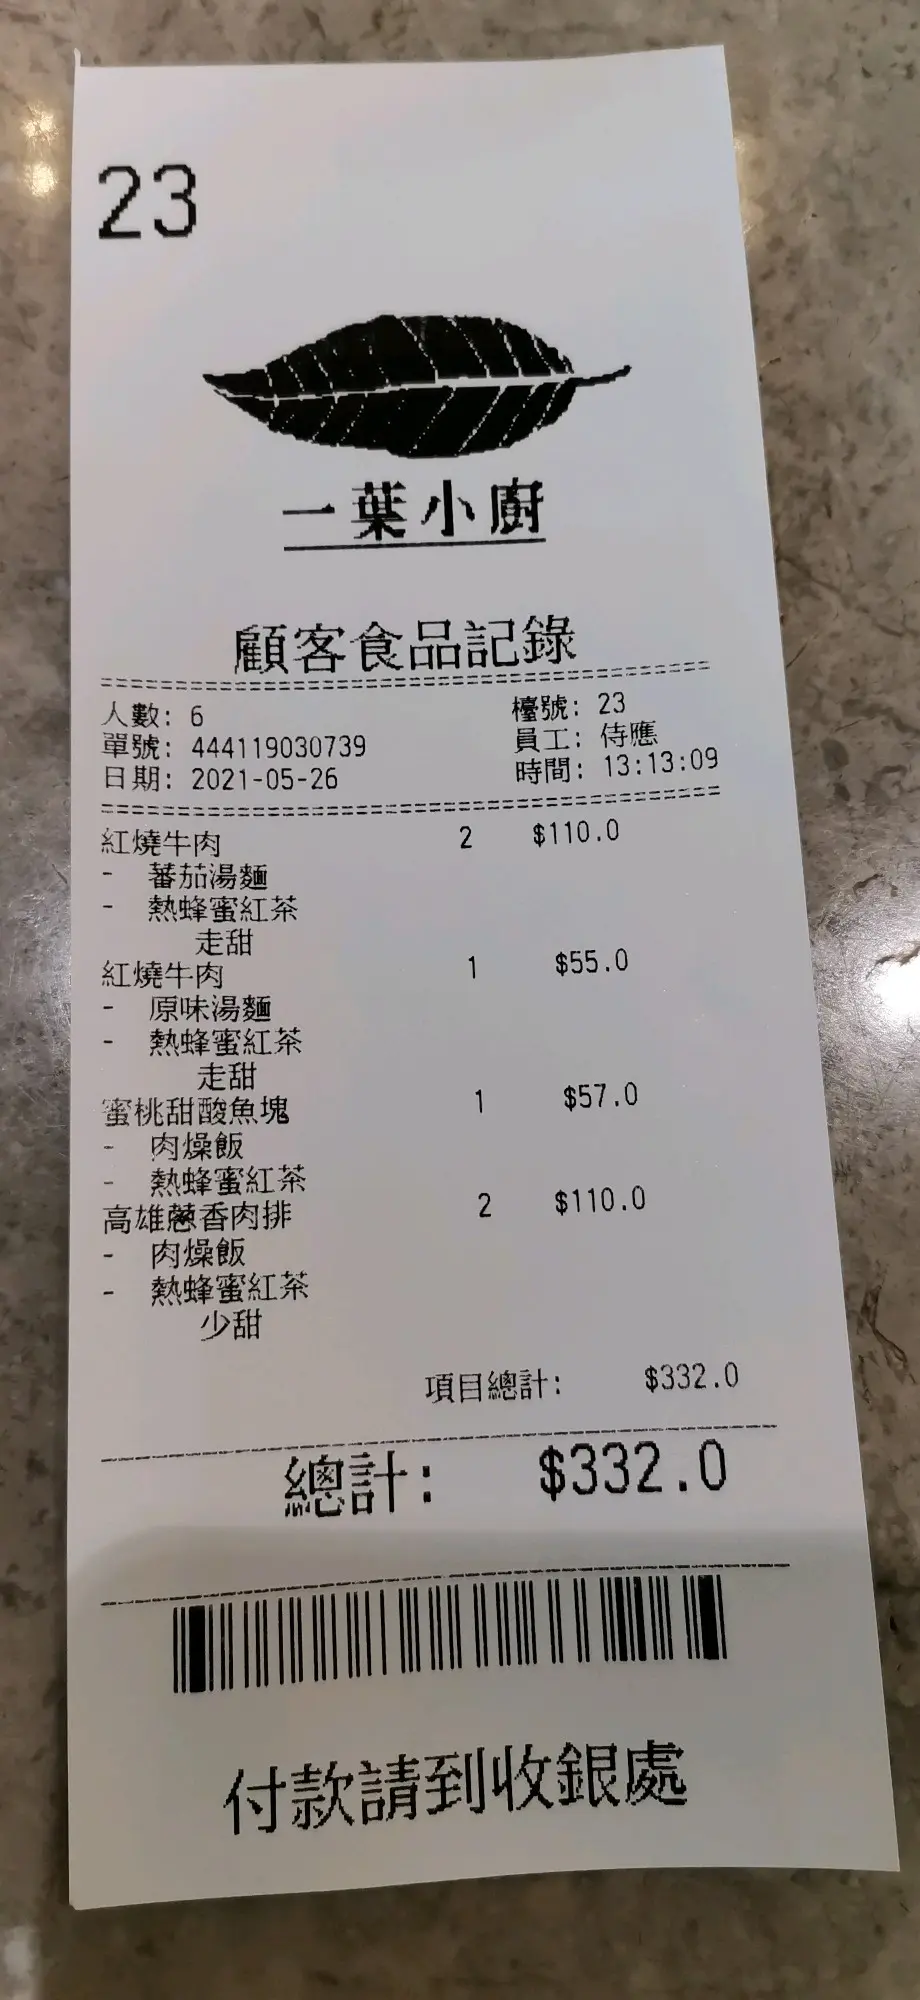 23
一葉小廚
顧客食品記錄
人數: 6 檯號: 23
單號: 444119030739 員工: 侍應
日期: 2021-05-26 時間: 13:13:09
紅燒牛肉 2 $110.0
- 蕃茄湯麵
- 熱蜂蜜紅茶
走甜
紅燒牛肉 1 $55.0
- 原味湯麵
- 熱蜂蜜紅茶
走甜
蜜桃甜酸魚塊 1 $57.0
- 肉燥飯
- 熱蜂蜜紅茶
高雄蔥香肉排 2 $110.0
- 肉燥飯
- 熱蜂蜜紅茶
少甜
項目總計: $332.0
總計: $332.0
付款請到收銀處